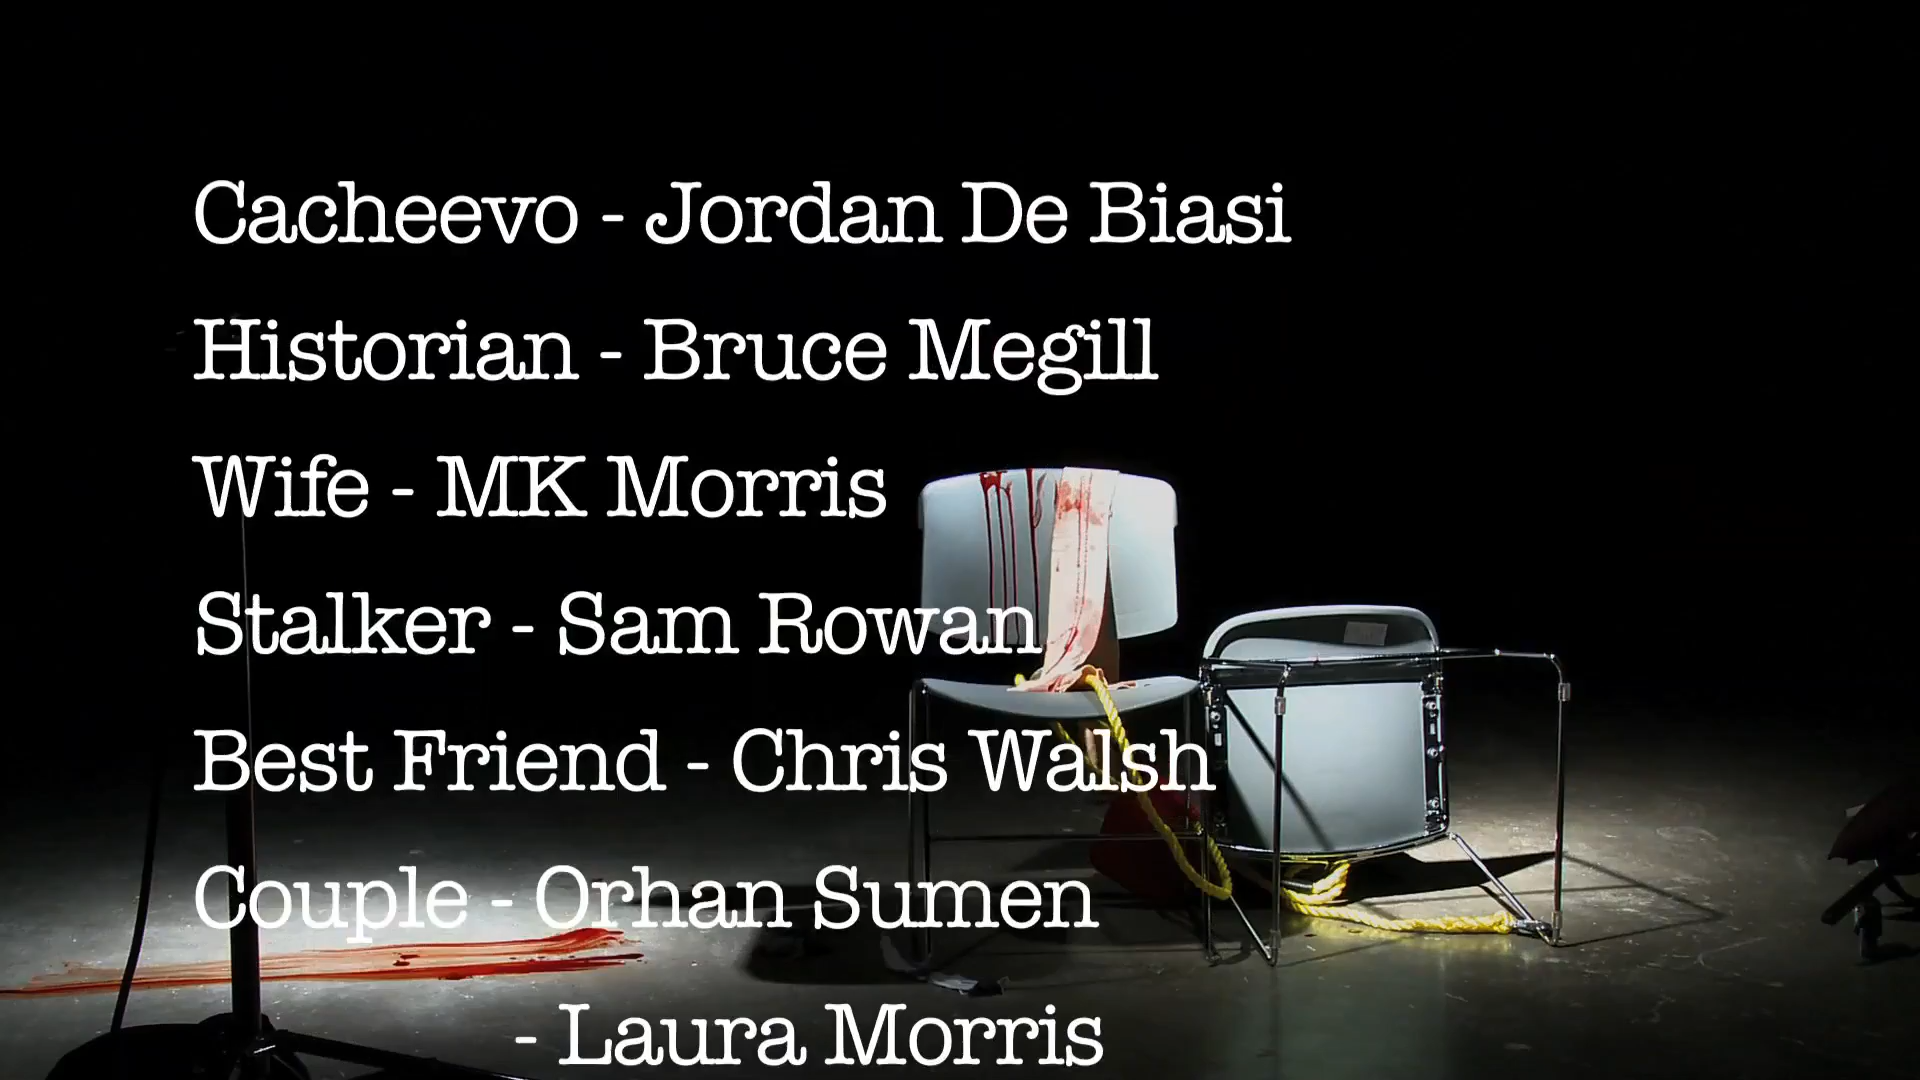 Cacheevo - Jordan De Biasi
Historian - Bruce Megill
Wife - MK Morris
Stalker - Sam Rowan
Best Friend - Chris Walsh
Couple - Orhan Sumen
- Laura Morris